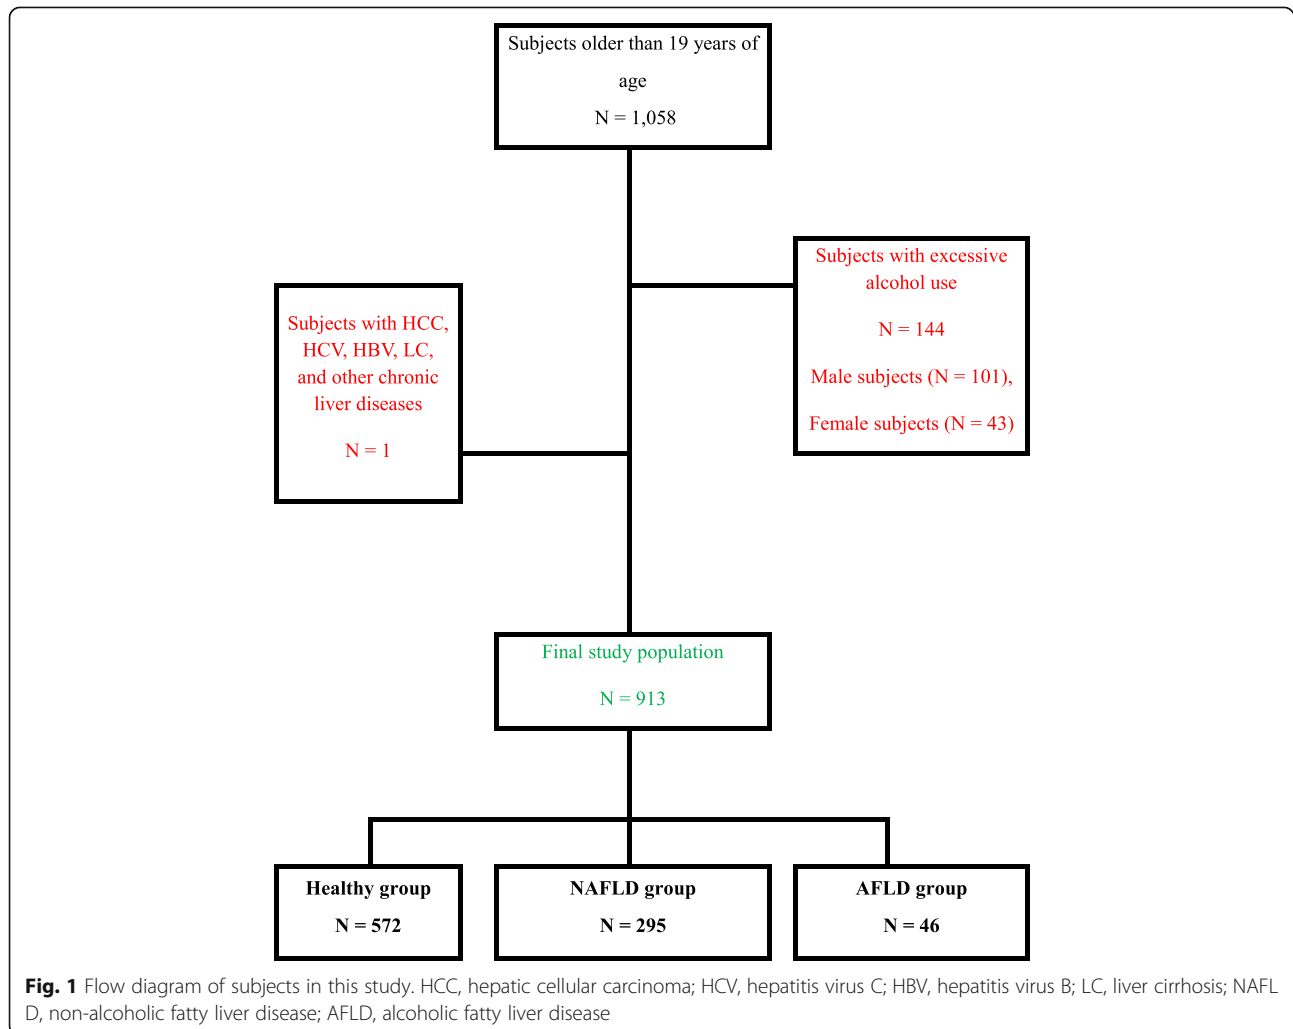 Subjects older than 19 years of
age
N = 1,058
Subjects with excessive
alcohol use
N = 144
Male subjects (N = 101),
Female subjects (N = 43)
Subjects with HCC,
HCV, HBV, LC,
and other chronic
liver diseases
N = 1
Final study population
N = 913
Healthy group
N = 572
NAFLD group
N = 295
AFLD group
N = 46
Fig. 1 Flow diagram of subjects in this study. HCC, hepatic cellular carcinoma; HCV, hepatitis virus C; HBV, hepatitis virus B; LC, liver cirrhosis; NAFL
D, non-alcoholic fatty liver disease; AFLD, alcoholic fatty liver disease